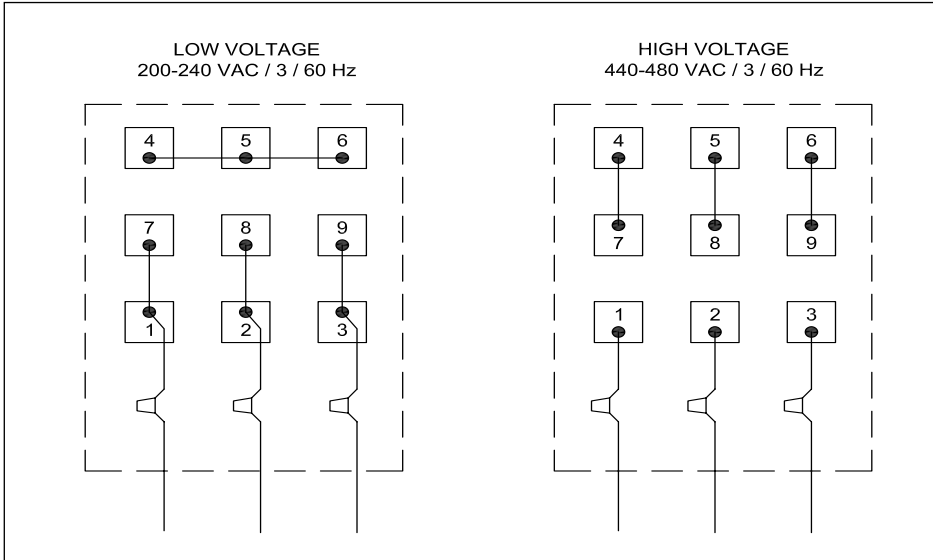 LOW VOLTAGE
200-240 VAC / 3 / 60 Hz
4 5 6
7 8 9
1 2 3
HIGH VOLTAGE
440-480 VAC / 3 / 60 Hz
4 5 6
7 8 9
1 2 3